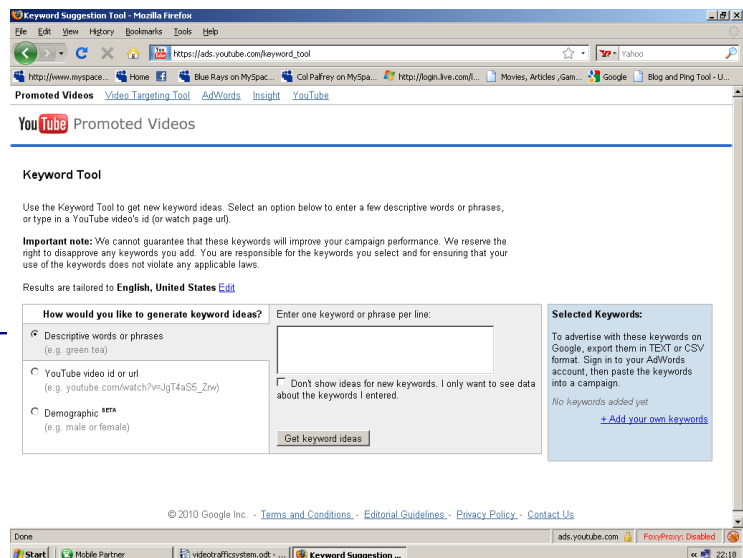 Keyword Suggestion Tool - Mozilla Firefox
File Edit View History Bookmarks Tools Help
You Tube https://ads.youtube.com/keyword_tool Yahoo
http://www.myspace... Home Blue Rays on MySpac... Col Palfrey on MySpa... http://login.live.com/l... Movies, Articles ,Gam... Google Blog and Ping Tool - U...
Promoted Videos Video Targeting Tool AdWords Insight YouTube
You Tube Promoted Videos
Keyword Tool
Use the Keyword Tool to get new keyword ideas. Select an option below to enter a few descriptive words or phrases,
or type in a YouTube video's id (or watch page url).
Important note: We cannot guarantee that these keywords will improve your campaign performance. We reserve the
right to disapprove any keywords you add. You are responsible for the keywords you select and for ensuring that your
use of the keywords does not violate any applicable laws.
Results are tailored to English, United States Edit
How would you like to generate keyword ideas?
Descriptive words or phrases
(e.g. green tea)
YouTube video id or url
(e.g. youtube.com/watch?v=JgT4aS5_Zrw)
Demographic BETA
(e.g. male or female)
Enter one keyword or phrase per line:
Don't show ideas for new keywords. I only want to see data
about the keywords I entered.
Get keyword ideas
Selected Keywords:
To advertise with these keywords on
Google, export them in TEXT or CSV
format. Sign in to your AdWords
account, then paste the keywords
into a campaign.
No keywords added yet
+ Add your own keywords
© 2010 Google Inc. - Terms and Conditions - Editorial Guidelines - Privacy Policy - Contact Us
Done ads.youtube.com FoxyProxy: Disabled
Start Mobile Partner videotrafficsystem.odt - ... Keyword Suggestion ... 22:18